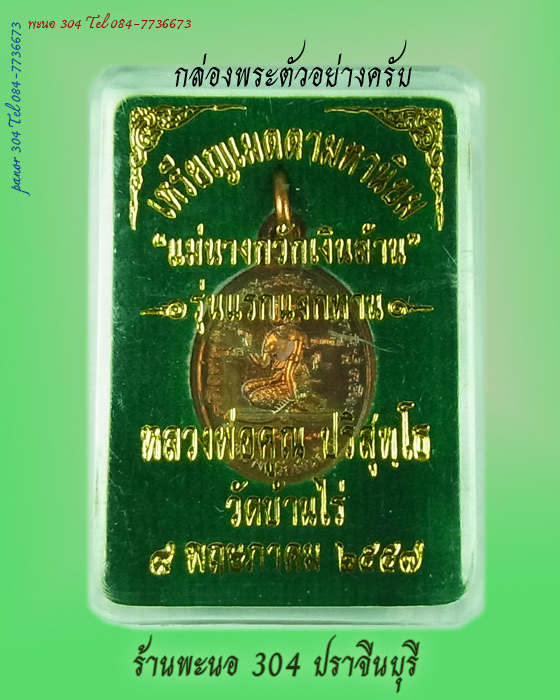 พะนอ 304 Tel 084-7736673
panor 304 Tel 084-7736673
กล่องพระตัวอย่างครับ
เหรียญเมตตามหานิยม
"แม่นางกวักเงินล้าน"
รุ่นแรกแจกทาน
หลวงพ่อคูณ ปริสุทฺโธ
วัดบ้านไร่
๘ พฤษภาคม ๒๕๕๗
ร้านพะนอ 304 ปราจีนบุรี